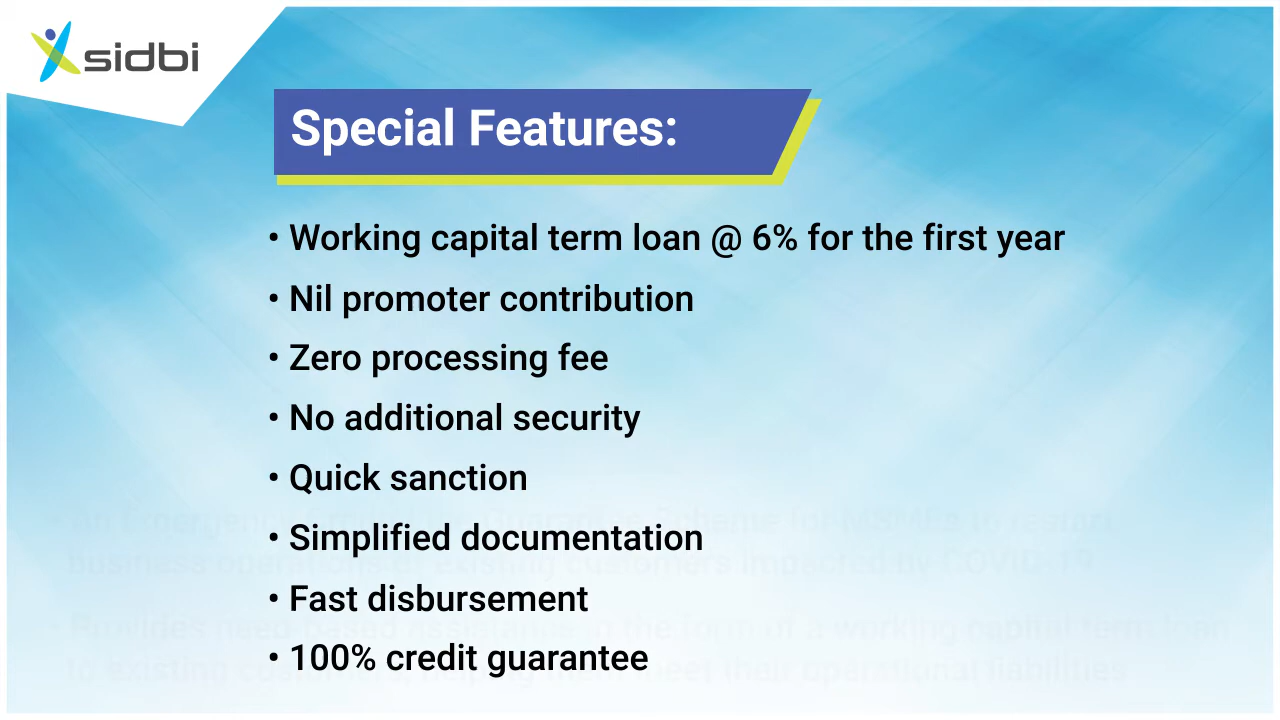 sidbi
Special Features:
• Working capital term loan @ 6% for the first year
• Nil promoter contribution
• Zero processing fee
• No additional security
• Quick sanction
• Simplified documentation
• Fast disbursement
• 100% credit guarantee